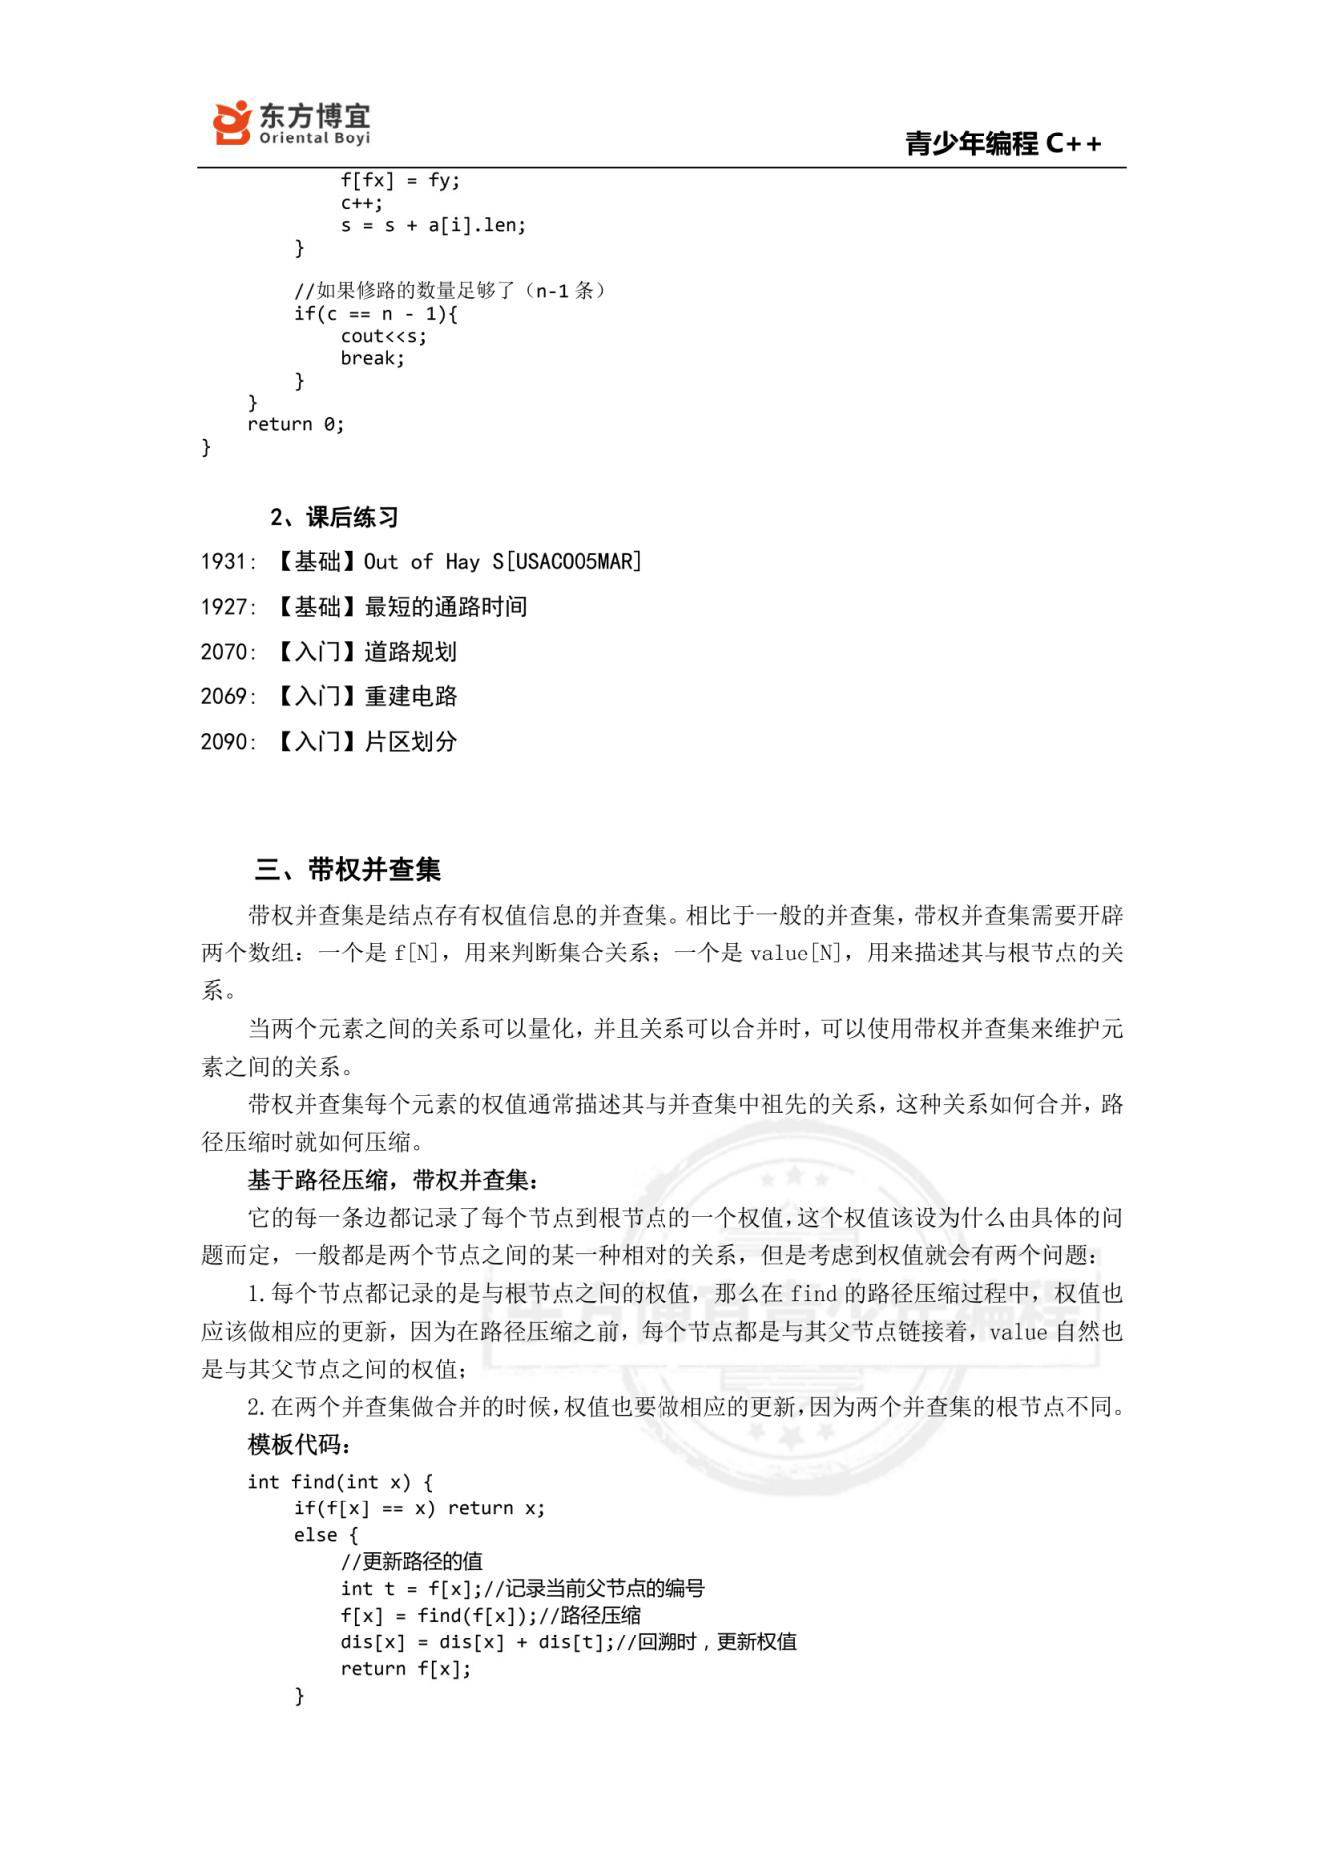 东方博宜
Oriental Boyi
青少年编程 C++
f[fx] = fy;
c++;
s = s + a[i].len;
}
//如果修路的数量足够了（n-1 条）
if(c == n - 1){
cout<<s;
break;
}
}
return 0;
}
2、课后练习
1931: 【基础】Out of Hay S[USACO05MAR]
1927: 【基础】最短的通路时间
2070: 【入门】道路规划
2069: 【入门】重建电路
2090: 【入门】片区划分
三、带权并查集
带权并查集是结点存有权值信息的并查集。相比于一般的并查集，带权并查集需要开辟
两个数组：一个是 f[N]，用来判断集合关系；一个是 value[N]，用来描述其与根节点的关
系。
当两个元素之间的关系可以量化，并且关系可以合并时，可以使用带权并查集来维护元
素之间的关系。
带权并查集每个元素的权值通常描述其与并查集中祖先的关系，这种关系如何合并，路
径压缩时就如何压缩。
基于路径压缩，带权并查集：
它的每一条边都记录了每个节点到根节点的一个权值，这个权值该设为什么由具体的问
题而定，一般都是两个节点之间的某一种相对的关系，但是考虑到权值就会有两个问题：
1.每个节点都记录的是与根节点之间的权值，那么在 find 的路径压缩过程中，权值也
应该做相应的更新，因为在路径压缩之前，每个节点都是与其父节点链接着，value 自然也
是与其父节点之间的权值；
2.在两个并查集做合并的时候，权值也要做相应的更新，因为两个并查集的根节点不同。
东方博宜青少年编程
模板代码：
int find(int x) {
if(f[x] == x) return x;
else {
//更新路径的值
int t = f[x];//记录当前父节点的编号
f[x] = find(f[x]);//路径压缩
dis[x] = dis[x] + dis[t];//回溯时，更新权值
return f[x];
}